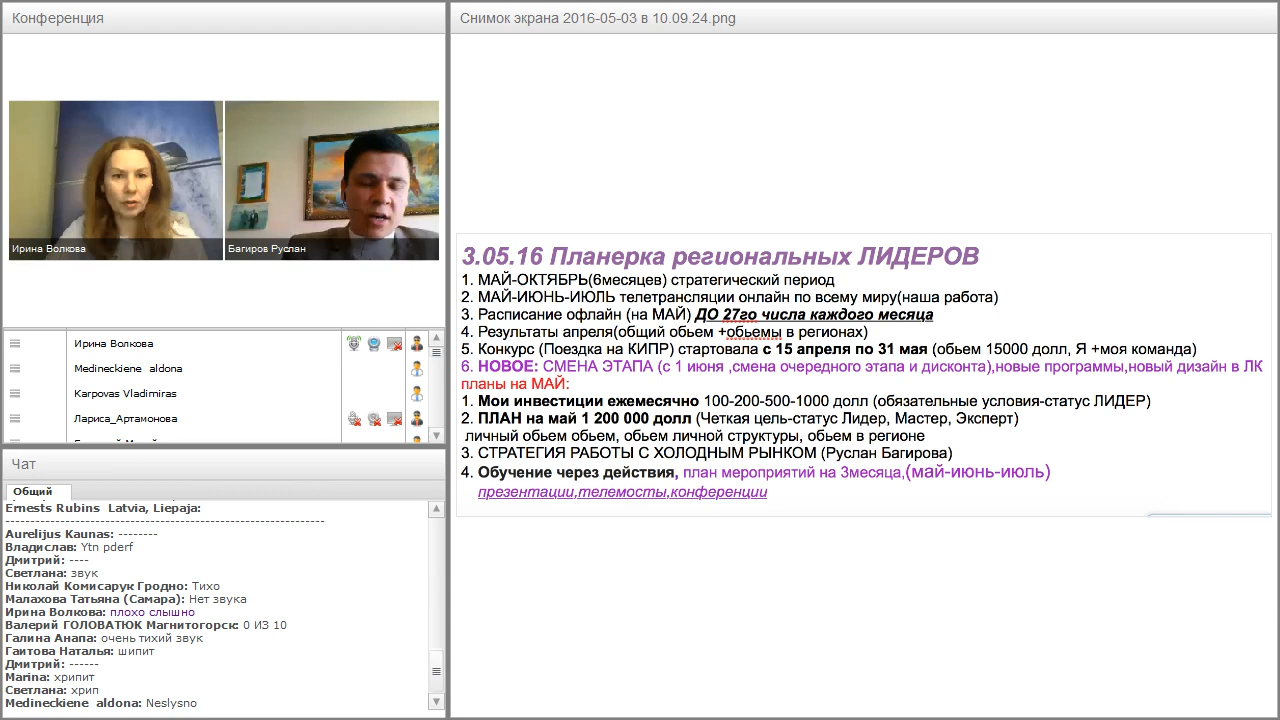 Конференция
Ирина Волкова
Багиров Руслан
Ирина Волкова
Medineckiene aldona
Karpovas Vladimiras
Лариса_Артамонова
Чат
Общий
Ernests Rubins Latvia, Liepaja:
----------------------------------------------------------------
Aurelijus Kaunas: --------
Владислав: Ytn pderf
Дмитрий: ----
Светлана: звук
Николай Комисарук Гродно: Тихо
Малахова Татьяна (Самара): Нет звука
Ирина Волкова: плохо слышно
Валерий ГОЛОВАТЮК Магнитогорск: 0 ИЗ 10
Галина Анапа: очень тихий звук
Гаитова Наталья: шипит
Дмитрий: ------
Marina: хрипит
Светлана: хрип
Medineckiene aldona: Neslysno
Снимок экрана 2016-05-03 в 10.09.24.png
3.05.16 Планерка региональных ЛИДЕРОВ
1. МАЙ-ОКТЯБРЬ(6месяцев) стратегический период
2. МАЙ-ИЮНЬ-ИЮЛЬ телетрансляции онлайн по всему миру(наша работа)
3. Расписание офлайн (на МАЙ) ДО 27го числа каждого месяца
4. Результаты апреля(общий обьем +обьемы в регионах)
5. Конкурс (Поездка на КИПР) стартовала с 15 апреля по 31 мая (обьем 15000 долл, Я +моя команда)
6. НОВОЕ: СМЕНА ЭТАПА (с 1 июня ,смена очередного этапа и дисконта),новые программы,новый дизайн в ЛК
планы на МАЙ:
1. Мои инвестиции ежемесячно 100-200-500-1000 долл (обязательные условия-статус ЛИДЕР)
2. ПЛАН на май 1 200 000 долл (Четкая цель-статус Лидер, Мастер, Эксперт)
личный обьем обьем, обьем личной структуры, обьем в регионе
3. СТРАТЕГИЯ РАБОТЫ С ХОЛОДНЫМ РЫНКОМ (Руслан Багирова)
4. Обучение через действия, план мероприятий на 3месяца,(май-июнь-июль)
презентации,телемосты,конференции